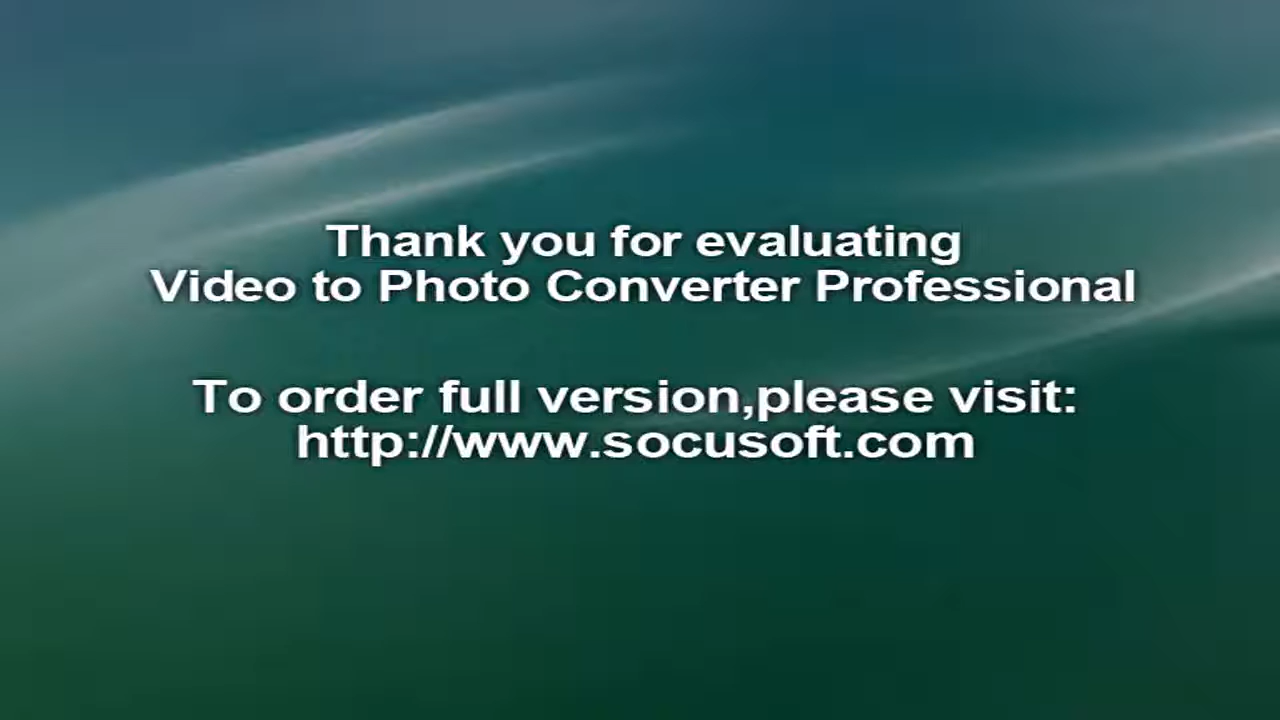 Thank you for evaluating
Video to Photo Converter Professional
To order full version,please visit:
http://www.socusoft.com